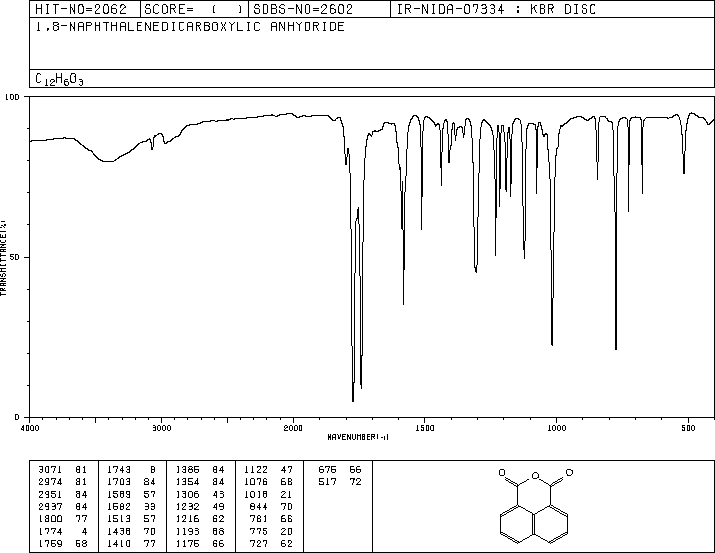 HIT-NO=2062 SCORE= ( ) SDBS-NO=2602 IR-NIDA-07334 : KBR DISC
1,8-NAPHTHALENEDICARBOXYLIC ANHYDRIDE
C12H6O3
100
TRANSMITTANCE(%)
50
0
4000 3000 2000 1500 1000 500
WAVENUMBER(-1)
3071 81 1743 8 1386 84 1122 47 676 66
2974 81 1703 84 1354 84 1076 68 517 72
2951 84 1589 57 1306 43 1018 21
2937 84 1582 33 1232 49 844 70
1800 77 1513 57 1216 62 781 66
1774 4 1438 70 1193 68 775 20
1759 58 1410 77 1175 66 727 62
O O O